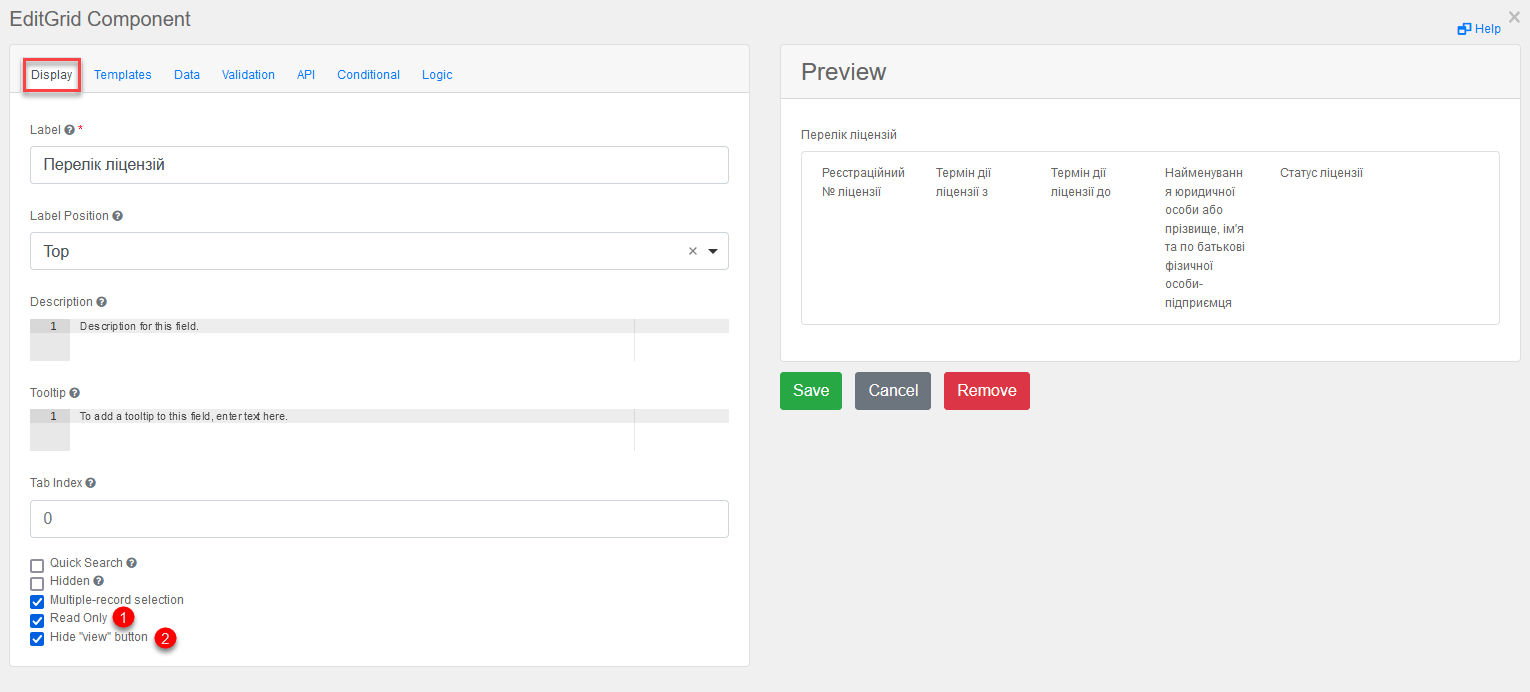 EditGrid Component
×
Help
Display Templates Data Validation API Conditional Logic
Label *
Перелік ліцензій
Label Position
Top
Description
1 Description for this field.
Tooltip
1 To add a tooltip to this field, enter text here.
Tab Index
0
Quick Search
Hidden
Multiple-record selection
Read Only 1
Hide "view" button 2
Preview
Перелік ліцензій
Реєстраційний
№ ліцензії
Термін дії
ліцензії з
Термін дії
ліцензії до
Найменуванн
я юридичної
особи або
прізвище, ім'я
та по батькові
фізичної
особи-
підприємця
Статус ліцензії
Save Cancel Remove